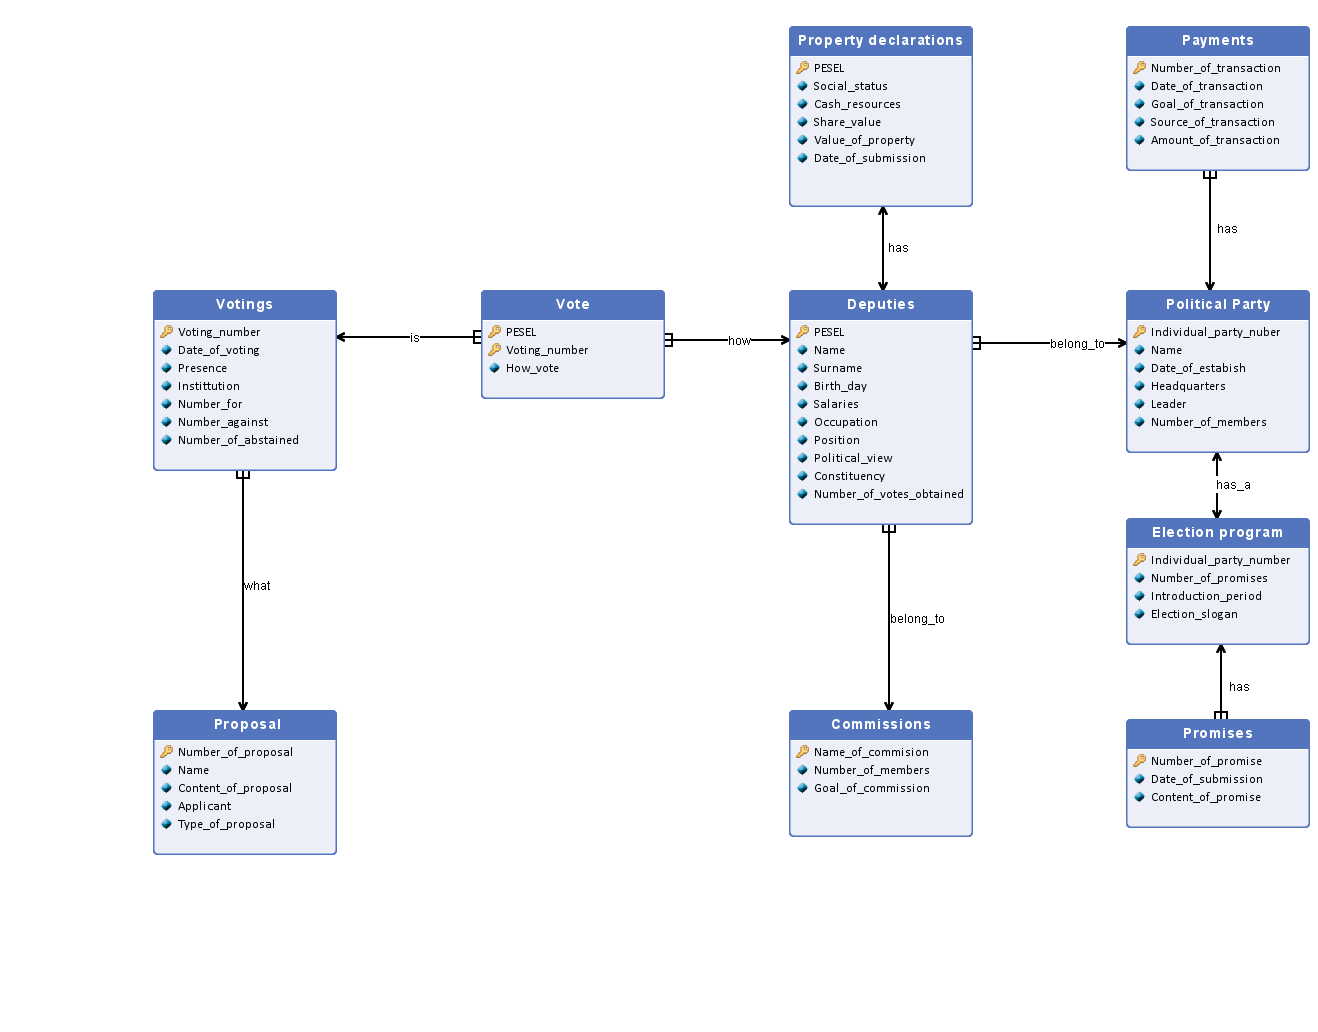 Property declarations
PESEL
Social_status
Cash_resources
Share_value
Value_of_property
Date_of_submission
Payments
Number_of_transaction
Date_of_transaction
Goal_of_transaction
Source_of_transaction
Amount_of_transaction
has
has
Votings
Voting_number
Date_of_voting
Presence
Instittution
Number_for
Number_against
Number_of_abstained
is
Vote
PESEL
Voting_number
How_vote
how
Deputies
PESEL
Name
Surname
Birth_day
Salaries
Occupation
Position
Political_view
Constituency
Number_of_votes_obtained
belong_to
Political Party
Individual_party_nuber
Name
Date_of_estabish
Headquarters
Leader
Number_of_members
has_a
Election program
Individual_party_number
Number_of_promises
Introduction_period
Election_slogan
what
belong_to
has
Proposal
Number_of_proposal
Name
Content_of_proposal
Applicant
Type_of_proposal
Commissions
Name_of_commision
Number_of_members
Goal_of_commission
Promises
Number_of_promise
Date_of_submission
Content_of_promise